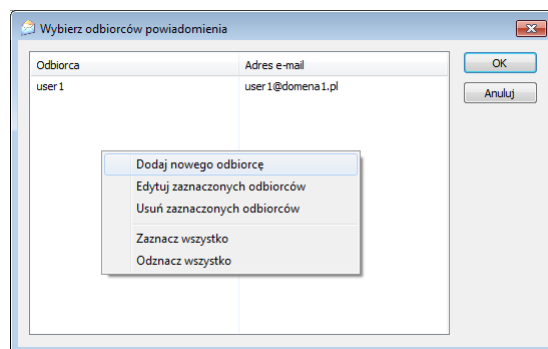 Wybierz odbiorców powiadomienia
Odbiorca Adres e-mail
user1 user1@domena1.pl
OK
Anuluj
Dodaj nowego odbiorcę
Edytuj zaznaczonych odbiorców
Usuń zaznaczonych odbiorców
Zaznacz wszystko
Odznacz wszystko